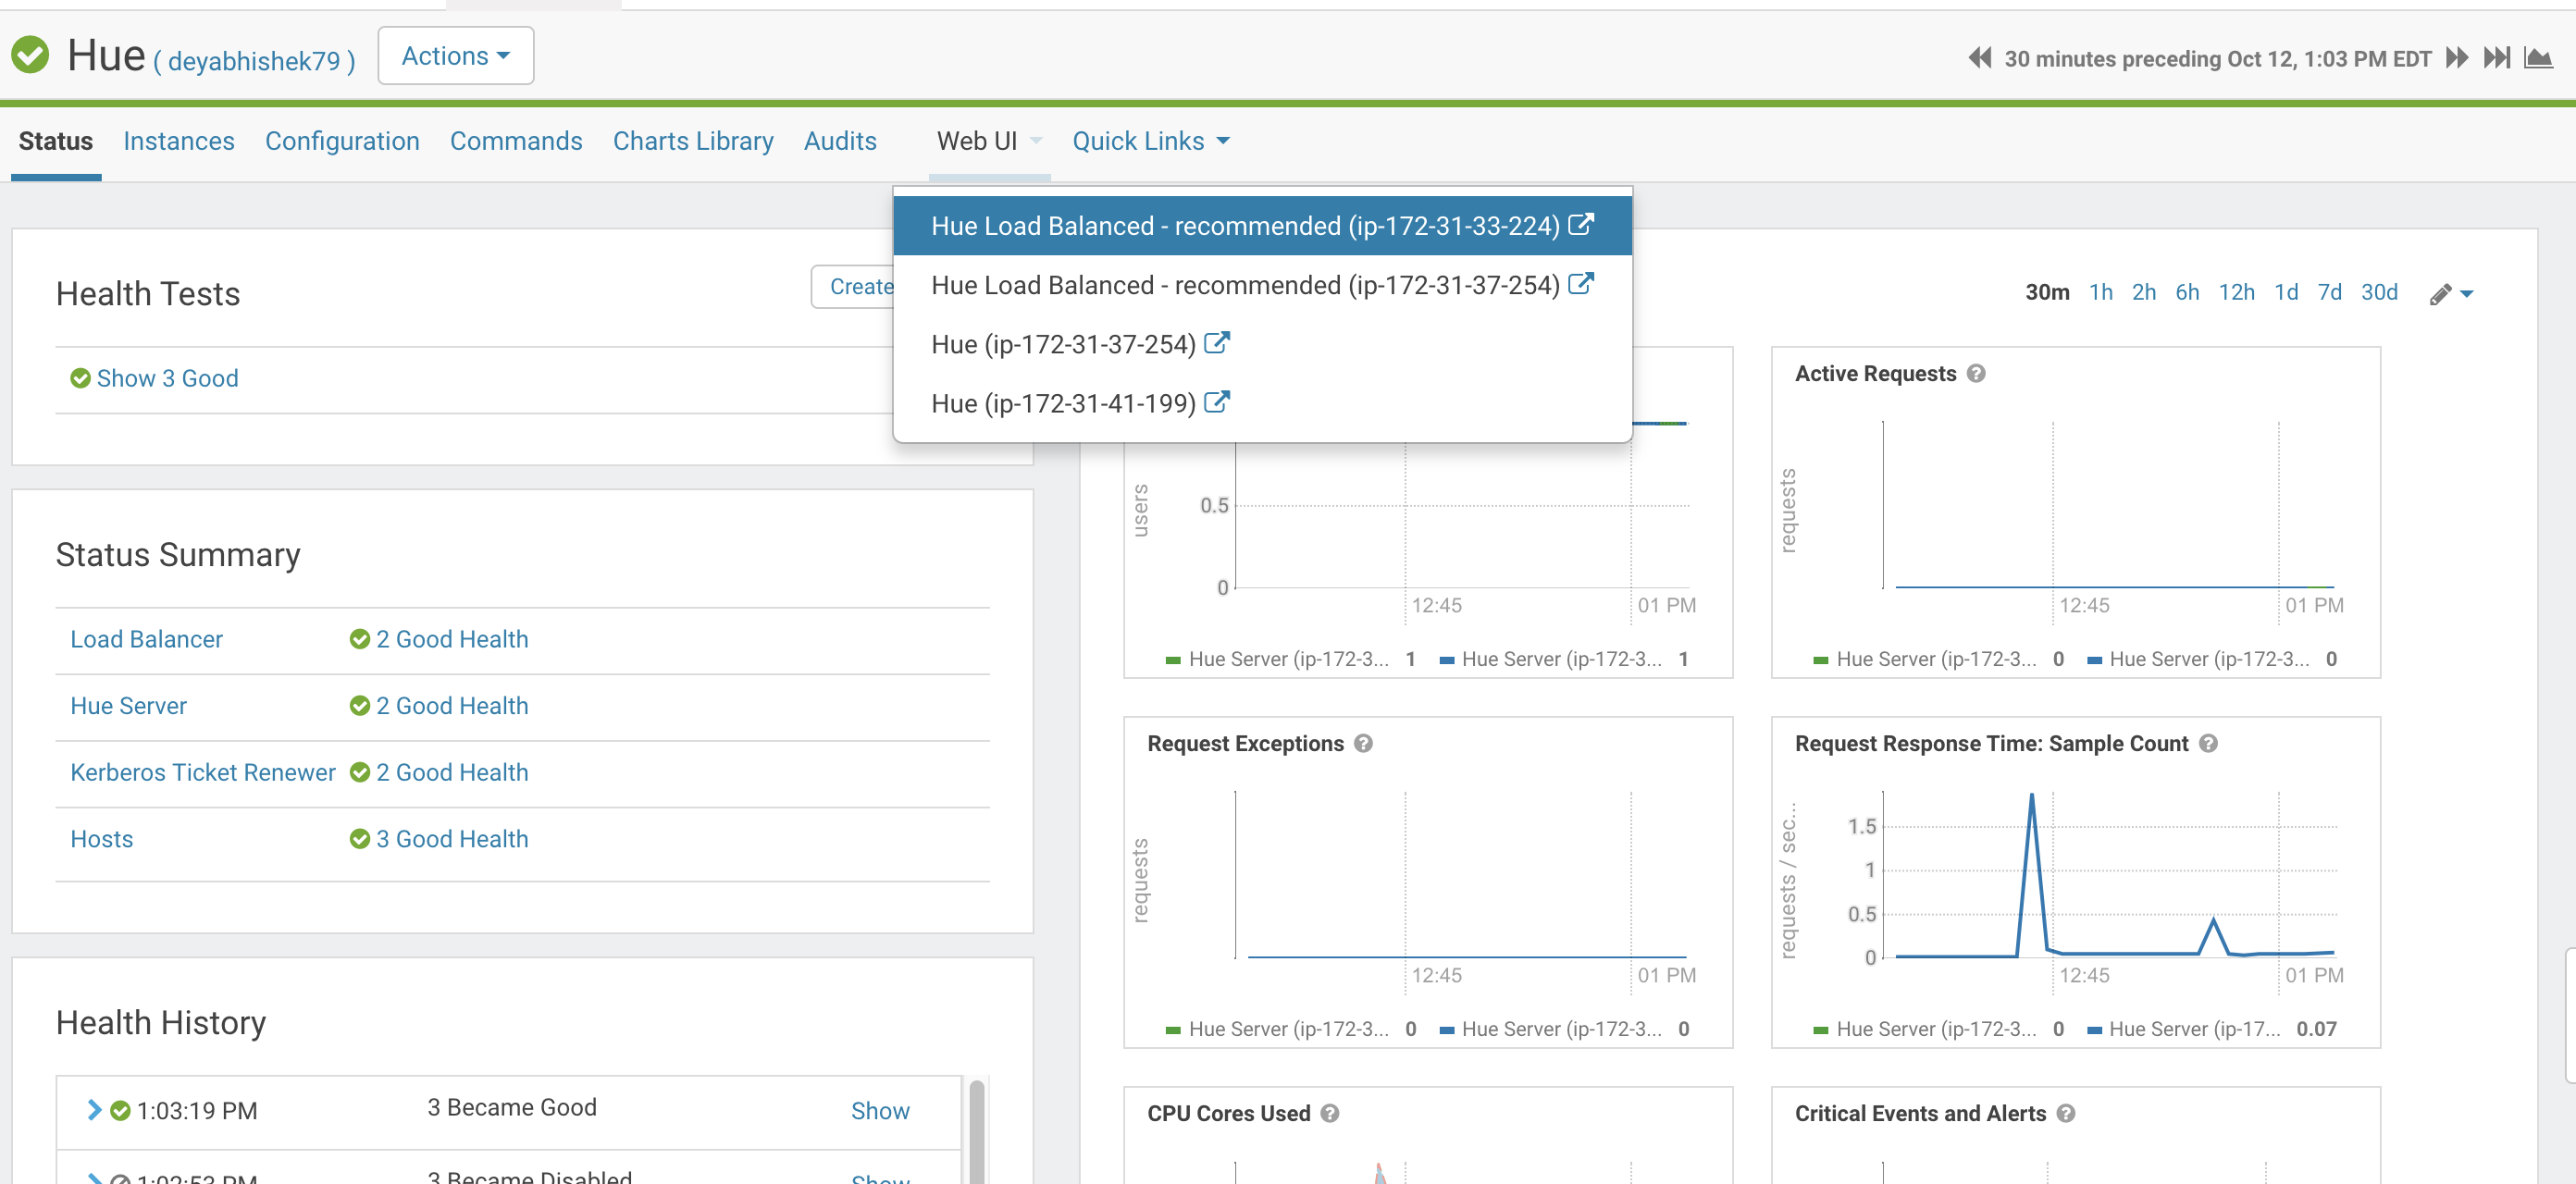 Hue ( deyabhishek79 ) Actions
30 minutes preceding Oct 12, 1:03 PM EDT
Status Instances Configuration Commands Charts Library Audits Web UI Quick Links
Hue Load Balanced - recommended (ip-172-31-33-224)
Hue Load Balanced - recommended (ip-172-31-37-254)
Hue (ip-172-31-37-254)
Hue (ip-172-31-41-199)
Health Tests
Create
Show 3 Good
Status Summary
Load Balancer 2 Good Health
Hue Server 2 Good Health
Kerberos Ticket Renewer 2 Good Health
Hosts 3 Good Health
Health History
1:03:19 PM 3 Became Good Show
1:02:53 PM 3 Became Disabled Show
30m 1h 2h 6h 12h 1d 7d 30d
users
0.5
0
12:45 01 PM
Hue Server (ip-172-3... 1 Hue Server (ip-172-3... 1
Active Requests
requests
12:45 01 PM
Hue Server (ip-172-3... 0 Hue Server (ip-172-3... 0
Request Exceptions
requests
12:45 01 PM
Hue Server (ip-172-3... 0 Hue Server (ip-172-3... 0
Request Response Time: Sample Count
requests / sec...
1.5
1
0.5
0
12:45 01 PM
Hue Server (ip-172-3... 0 Hue Server (ip-17... 0.07
CPU Cores Used
Critical Events and Alerts